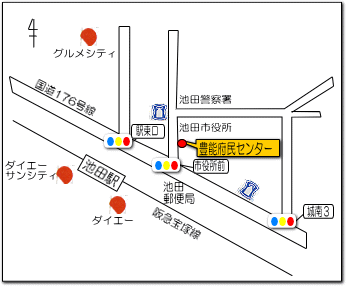 グルメシティ
国道176号線
池田警察署
駅東口
池田市役所
豊能府民センター
市役所前
ダイエー
サンシティ
池田駅
池田
郵便局
ダイエー
阪急宝塚線
城南3